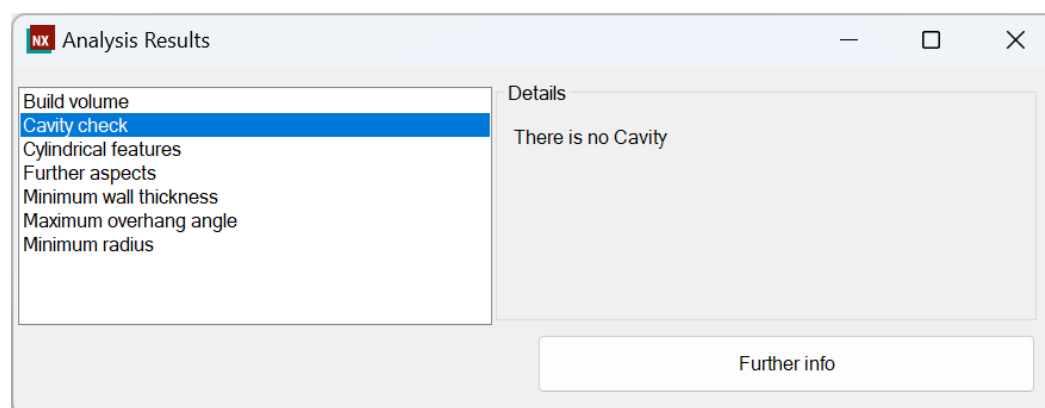 NX Analysis Results
Build volume
Cavity check
Cylindrical features
Further aspects
Minimum wall thickness
Maximum overhang angle
Minimum radius
Details
There is no Cavity
Further info